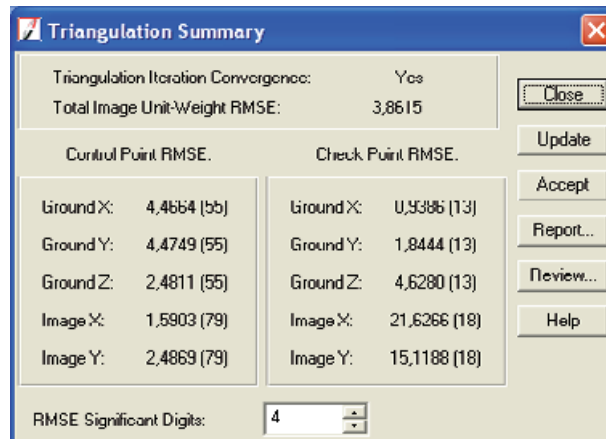 Triangulation Summary
Triangulation Iteration Convergence: Yes
Total Image Unit-Weight RMSE: 3,8615
Close
Update
Accept
Report...
Review...
Help
Control Point RMSE.
Ground X: 4,4664 (55)
Ground Y: 4,4749 (55)
Ground Z: 2,4811 (55)
Image X: 1,5903 (79)
Image Y: 2,4869 (79)
Check Point RMSE.
Ground X: 0,9386 (13)
Ground Y: 1,8444 (13)
Ground Z: 4,6280 (13)
Image X: 21,6266 (18)
Image Y: 15,1188 (18)
RMSE Significant Digits: 4